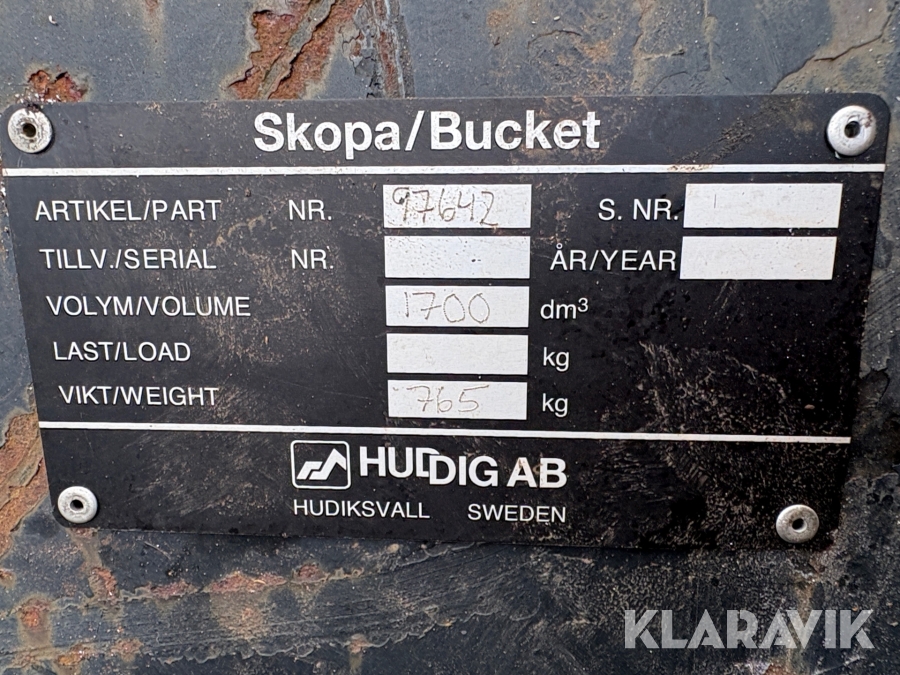 Skopa/Bucket
ARTIKEL/PART NR. 97642 S. NR.
TILLV./SERIAL NR. ÅR/YEAR
VOLYM/VOLUME 1700 dm³
LAST/LOAD kg
VIKT/WEIGHT 765 kg
HUDDIG AB
HUDIKSVALL SWEDEN
KLARAVIK